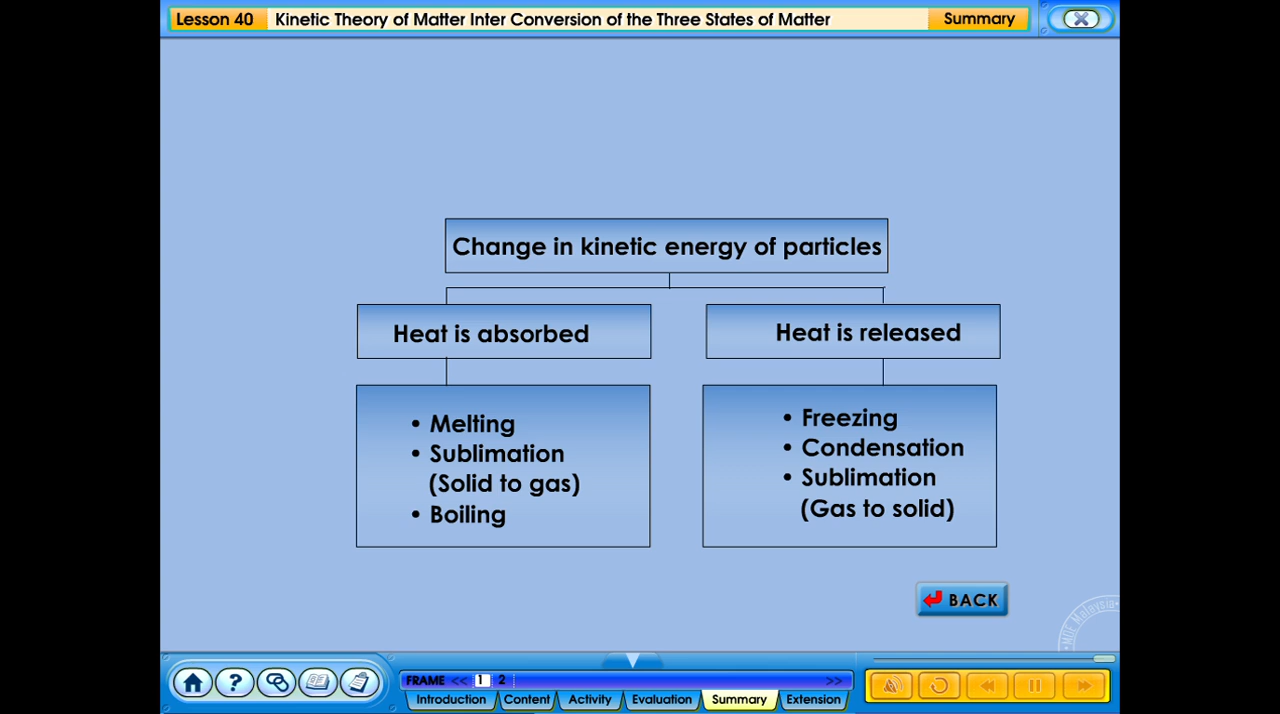 Lesson 40 Kinetic Theory of Matter Inter Conversion of the Three States of Matter Summary
Change in kinetic energy of particles
Heat is absorbed
Heat is released
• Melting
• Sublimation
(Solid to gas)
• Boiling
• Freezing
• Condensation
• Sublimation
(Gas to solid)
BACK
MDE Malaysia
FRAME << 1 2 >>
Introduction Content Activity Evaluation Summary Extension